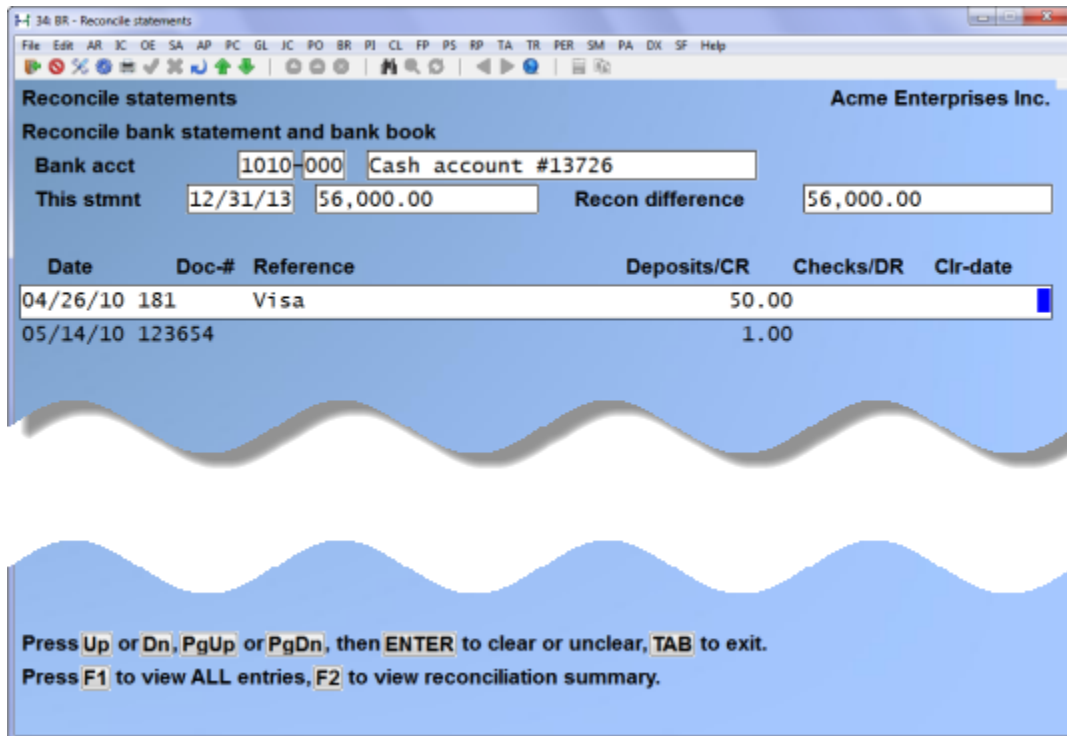 34: BR - Reconcile statements
File Edit AR IC OE SA AP PC GL JC PO BR PI CL FP PS RP TA TR PER SM PA DX SF Help
Reconcile statements Acme Enterprises Inc.
Reconcile bank statement and bank book
Bank acct 1010-000 Cash account #13726
This stmnt 12/31/13 56,000.00 Recon difference 56,000.00
Date Doc-# Reference Deposits/CR Checks/DR Clr-date
04/26/10 181 Visa 50.00
05/14/10 123654 1.00
Press Up or Dn, PgUp or PgDn, then ENTER to clear or unclear, TAB to exit.
Press F1 to view ALL entries, F2 to view reconciliation summary.